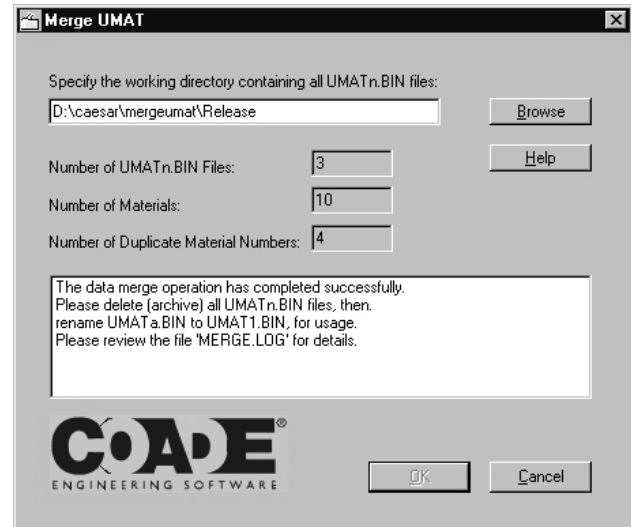 Merge UMAT
Specify the working directory containing all UMATn.BIN files:
D:\caesar\mergeumat\Release
Browse
Help
Number of UMATn.BIN Files: 3
Number of Materials: 10
Number of Duplicate Material Numbers: 4
The data merge operation has completed successfully.
Please delete (archive) all UMATn.BIN files, then.
rename UMATa.BIN to UMAT1.BIN, for usage.
Please review the file 'MERGE.LOG' for details.
COADE®
ENGINEERING SOFTWARE
OK
Cancel